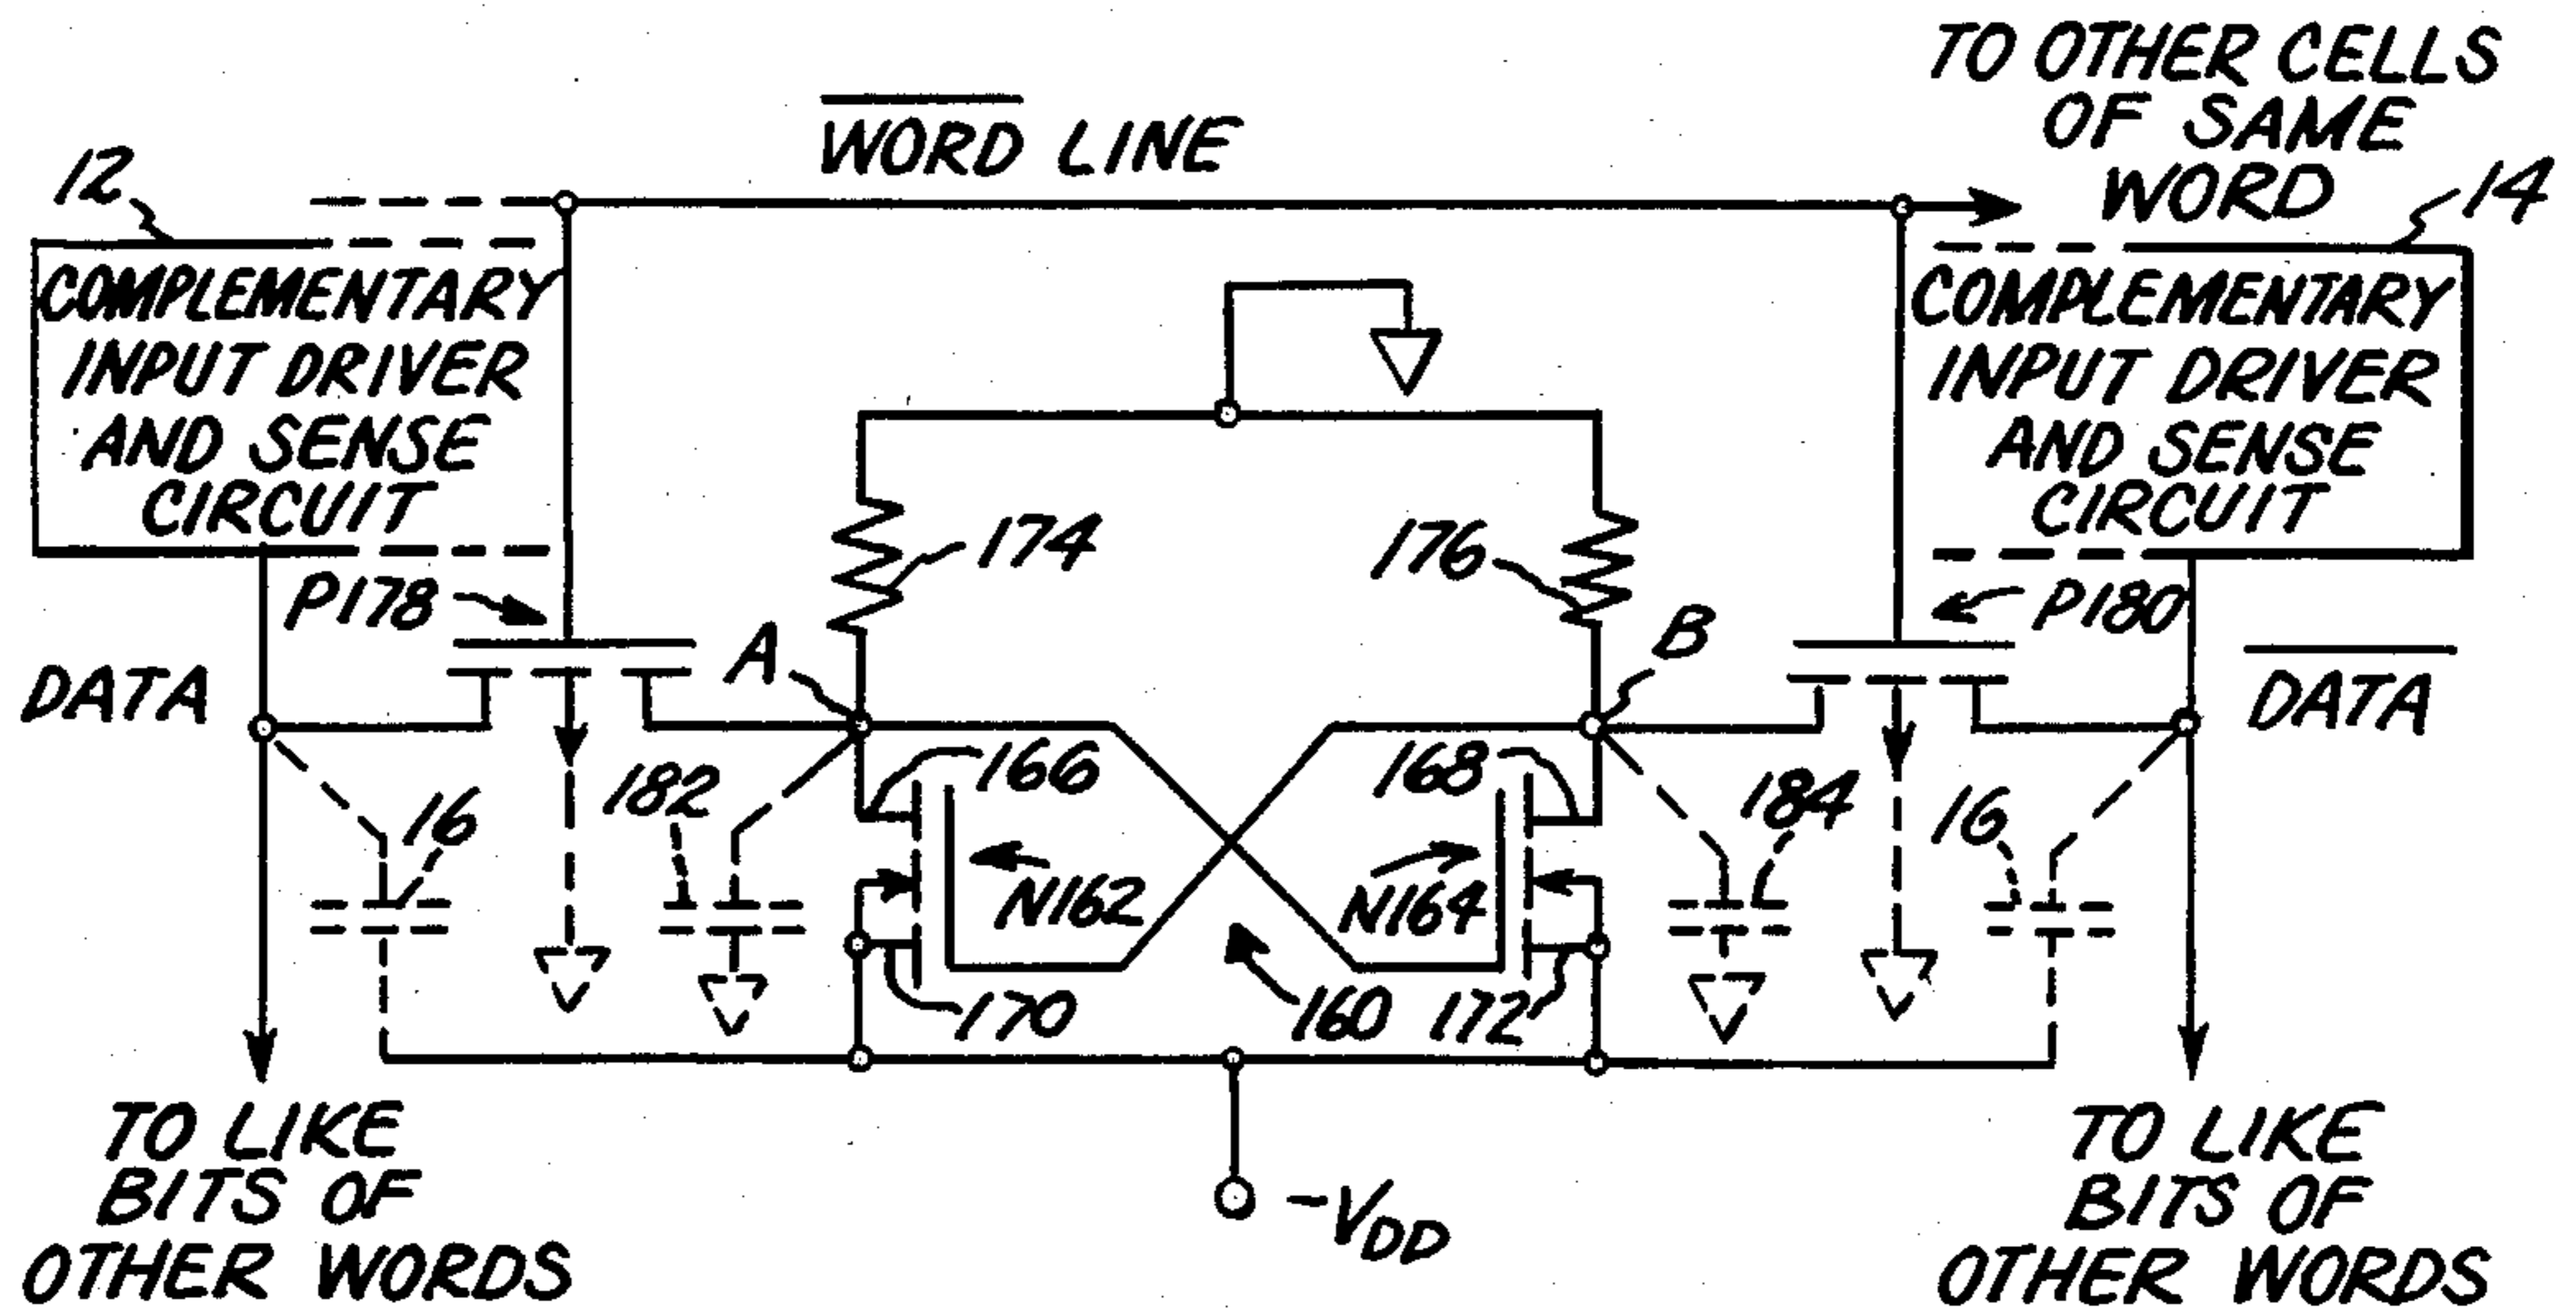 TO OTHER CELLS
OF SAME
WORD
WORD LINE
12
14
COMPLEMENTARY
INPUT DRIVER
AND SENSE
CIRCUIT
COMPLEMENTARY
INPUT DRIVER
AND SENSE
CIRCUIT
174
176
P178
P180
A
B
DATA
DATA
166
168
182
184
16
16
N162
N164
170
160
172
-VDD
TO LIKE
BITS OF
OTHER WORDS
TO LIKE
BITS OF
OTHER WORDS